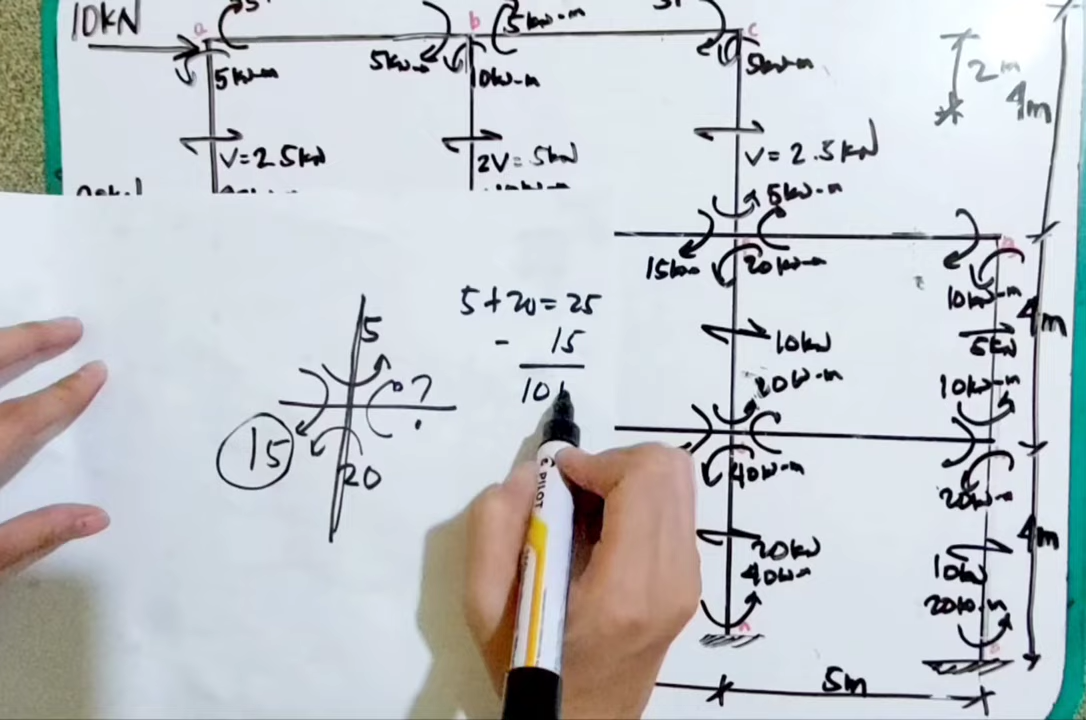 10kN
a
b
c
5kN-m
5kN-m
5kN-m
10kN-m
5kN-m
2m
4m
V=2.5kN
2V=5kN
V=2.5kN
5kN-m
15kN-m
20kN-m
10kN-m
4m
10kN
5kN
20kN-m
10kN-m
40kN-m
20kN-m
20kN
40kN-m
10kN
20kN-m
4m
5m
5+20=25
- 15
10
5
?
15
20
PILOT